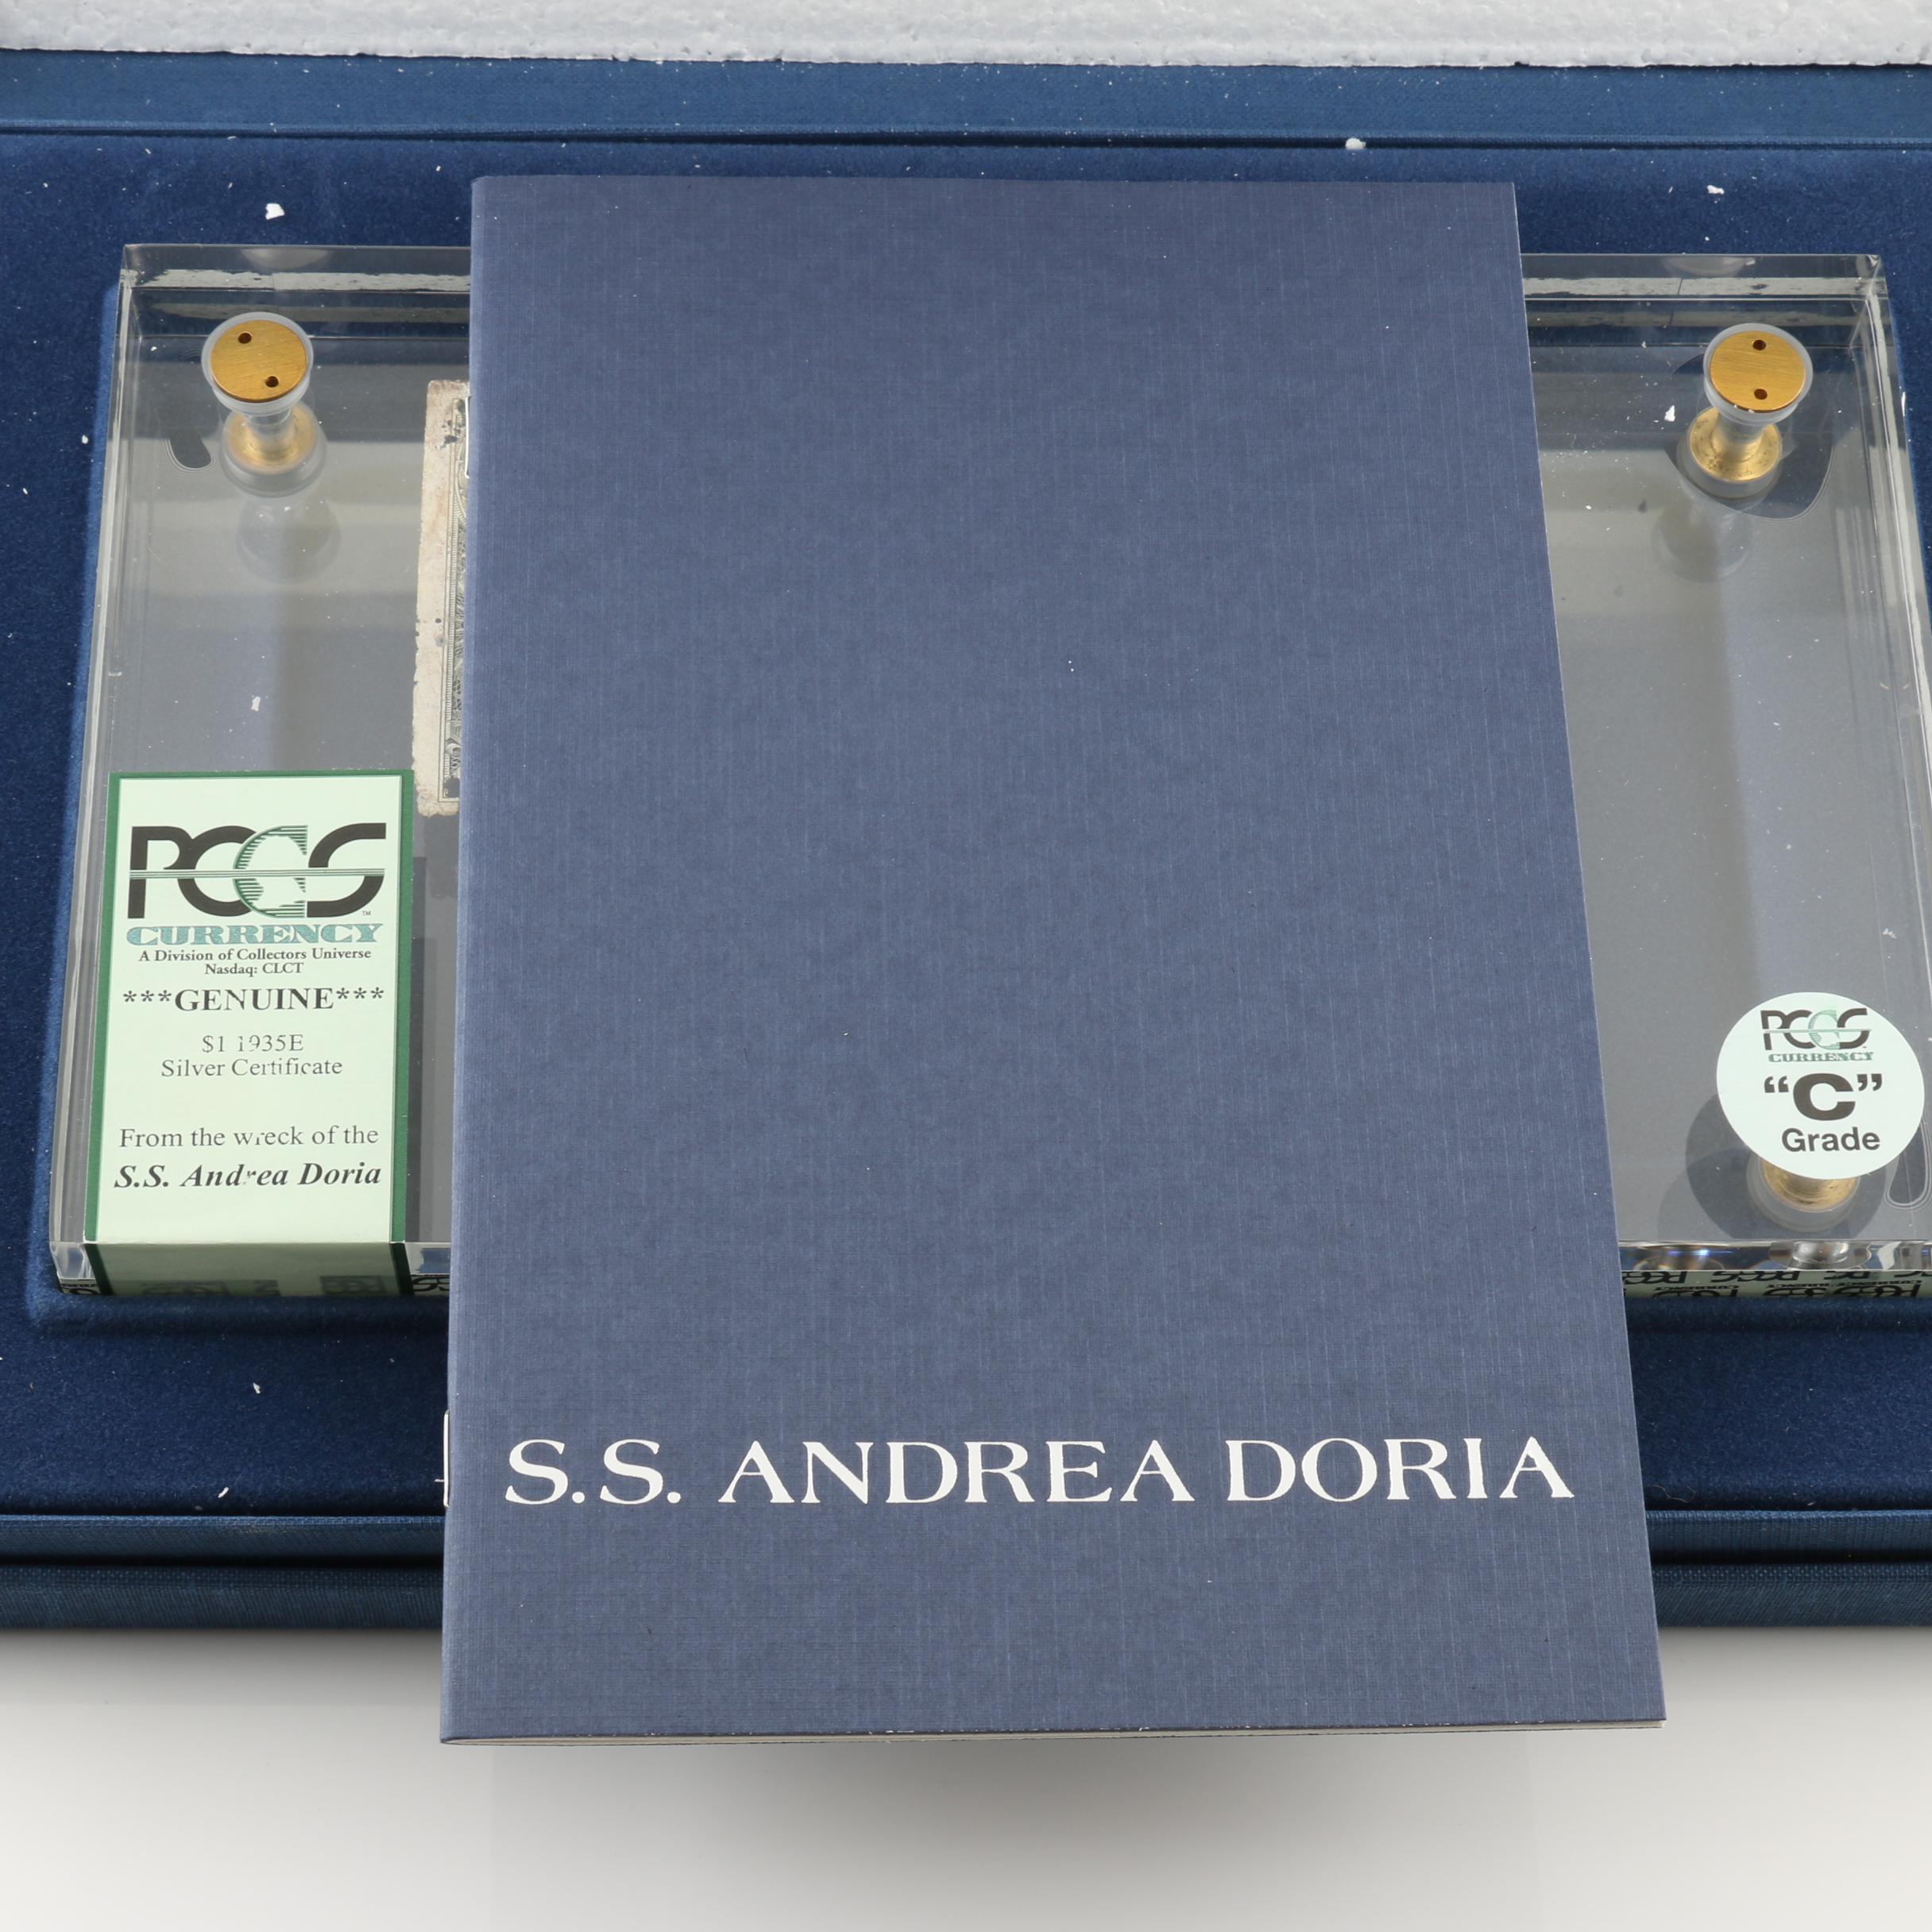 PCGS
™
CURRENCY
A Division of Collectors Universe
Nasdaq: CLCT
***GENUINE***
$1 1935E
Silver Certificate
From the wreck of the
S.S. Andrea Doria
S.S. ANDREA DORIA
PCGS
CURRENCY
“C”
Grade